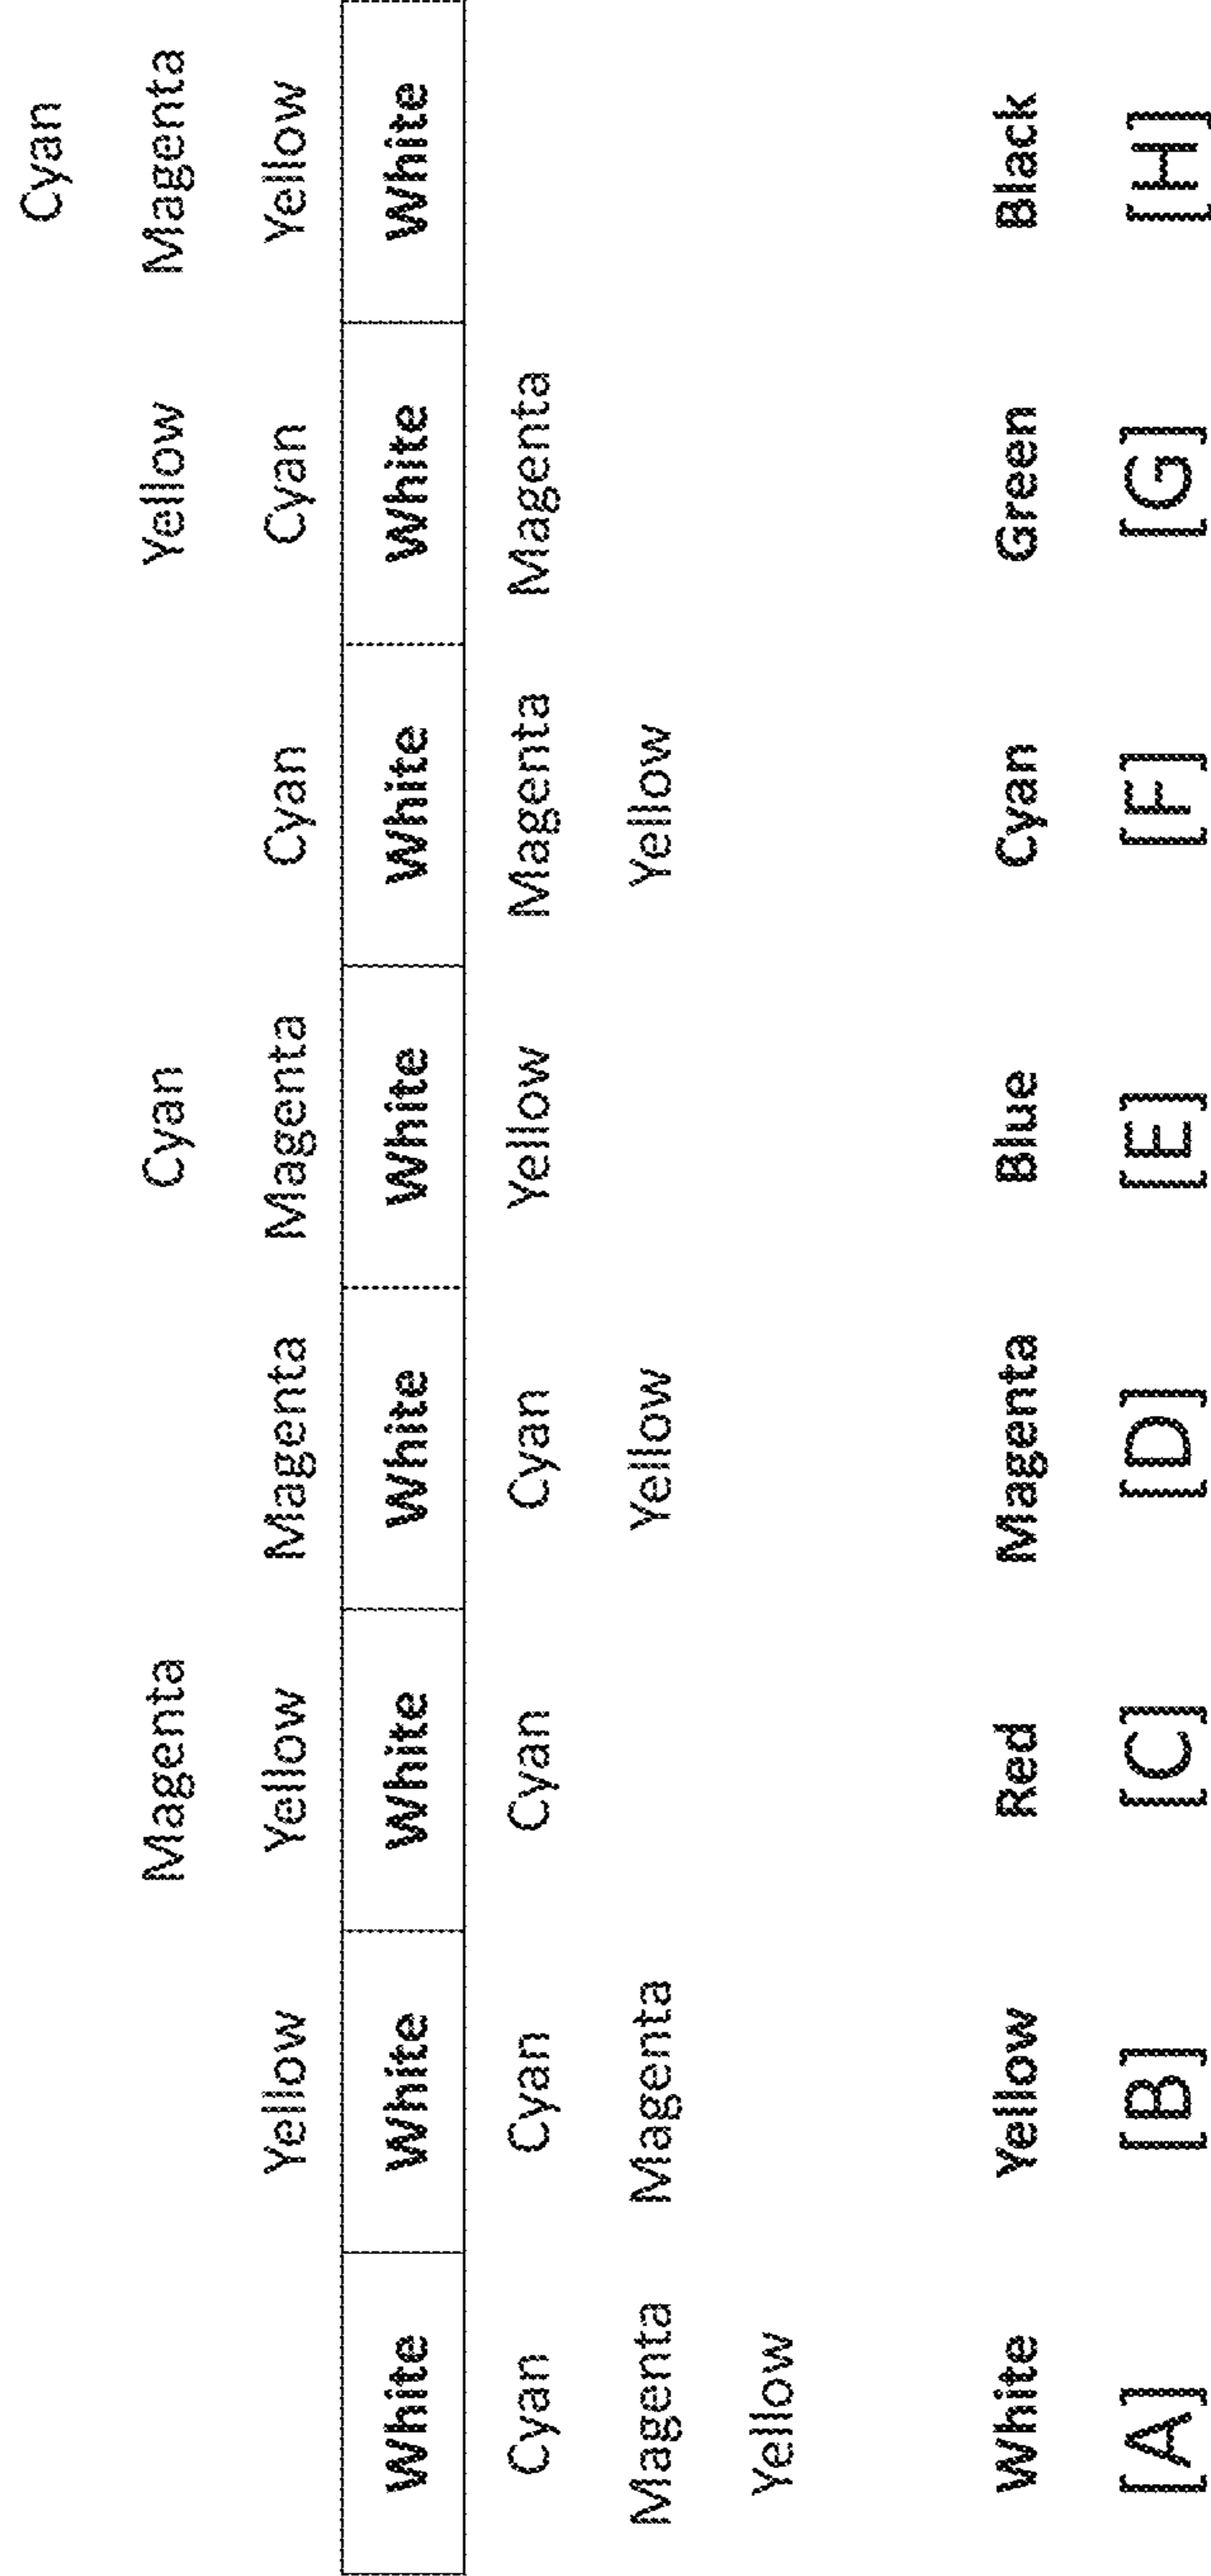 Cyan
Magenta Cyan Yellow Magenta
Yellow Yellow Magenta Magenta Cyan Cyan Yellow
White White White White White White White White
Cyan Cyan Cyan Cyan Yellow Magenta Magenta
Magenta Magenta Yellow Yellow
Yellow
White Yellow Red Magenta Blue Cyan Green Black
[A] [B] [C] [D] [E] [F] [G] [H]